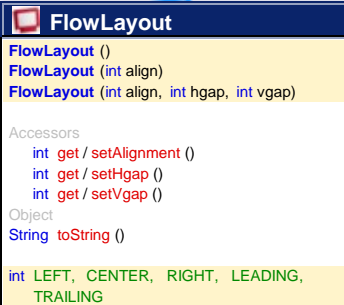 FlowLayout
FlowLayout ()
FlowLayout (int align)
FlowLayout (int align, int hgap, int vgap)
Accessors
int get / setAlignment ()
int get / setHgap ()
int get / setVgap ()
Object
String toString ()
int LEFT, CENTER, RIGHT, LEADING,
TRAILING